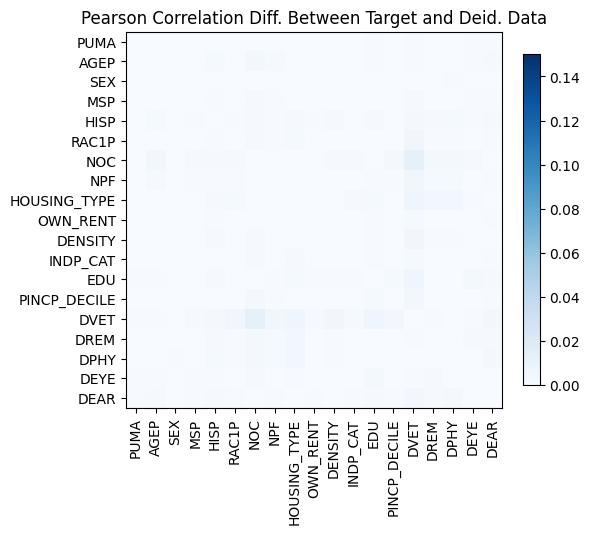 Pearson Correlation Diff. Between Target and Deid. Data
PUMA
AGEP
SEX
MSP
HISP
RAC1P
NOC
NPF
HOUSING_TYPE
OWN_RENT
DENSITY
INDP_CAT
EDU
PINCP_DECILE
DVET
DREM
DPHY
DEYE
DEAR
PUMA
AGEP
SEX
MSP
HISP
RAC1P
NOC
NPF
HOUSING_TYPE
OWN_RENT
DENSITY
INDP_CAT
EDU
PINCP_DECILE
DVET
DREM
DPHY
DEYE
DEAR
0.14
0.12
0.10
0.08
0.06
0.04
0.02
0.00